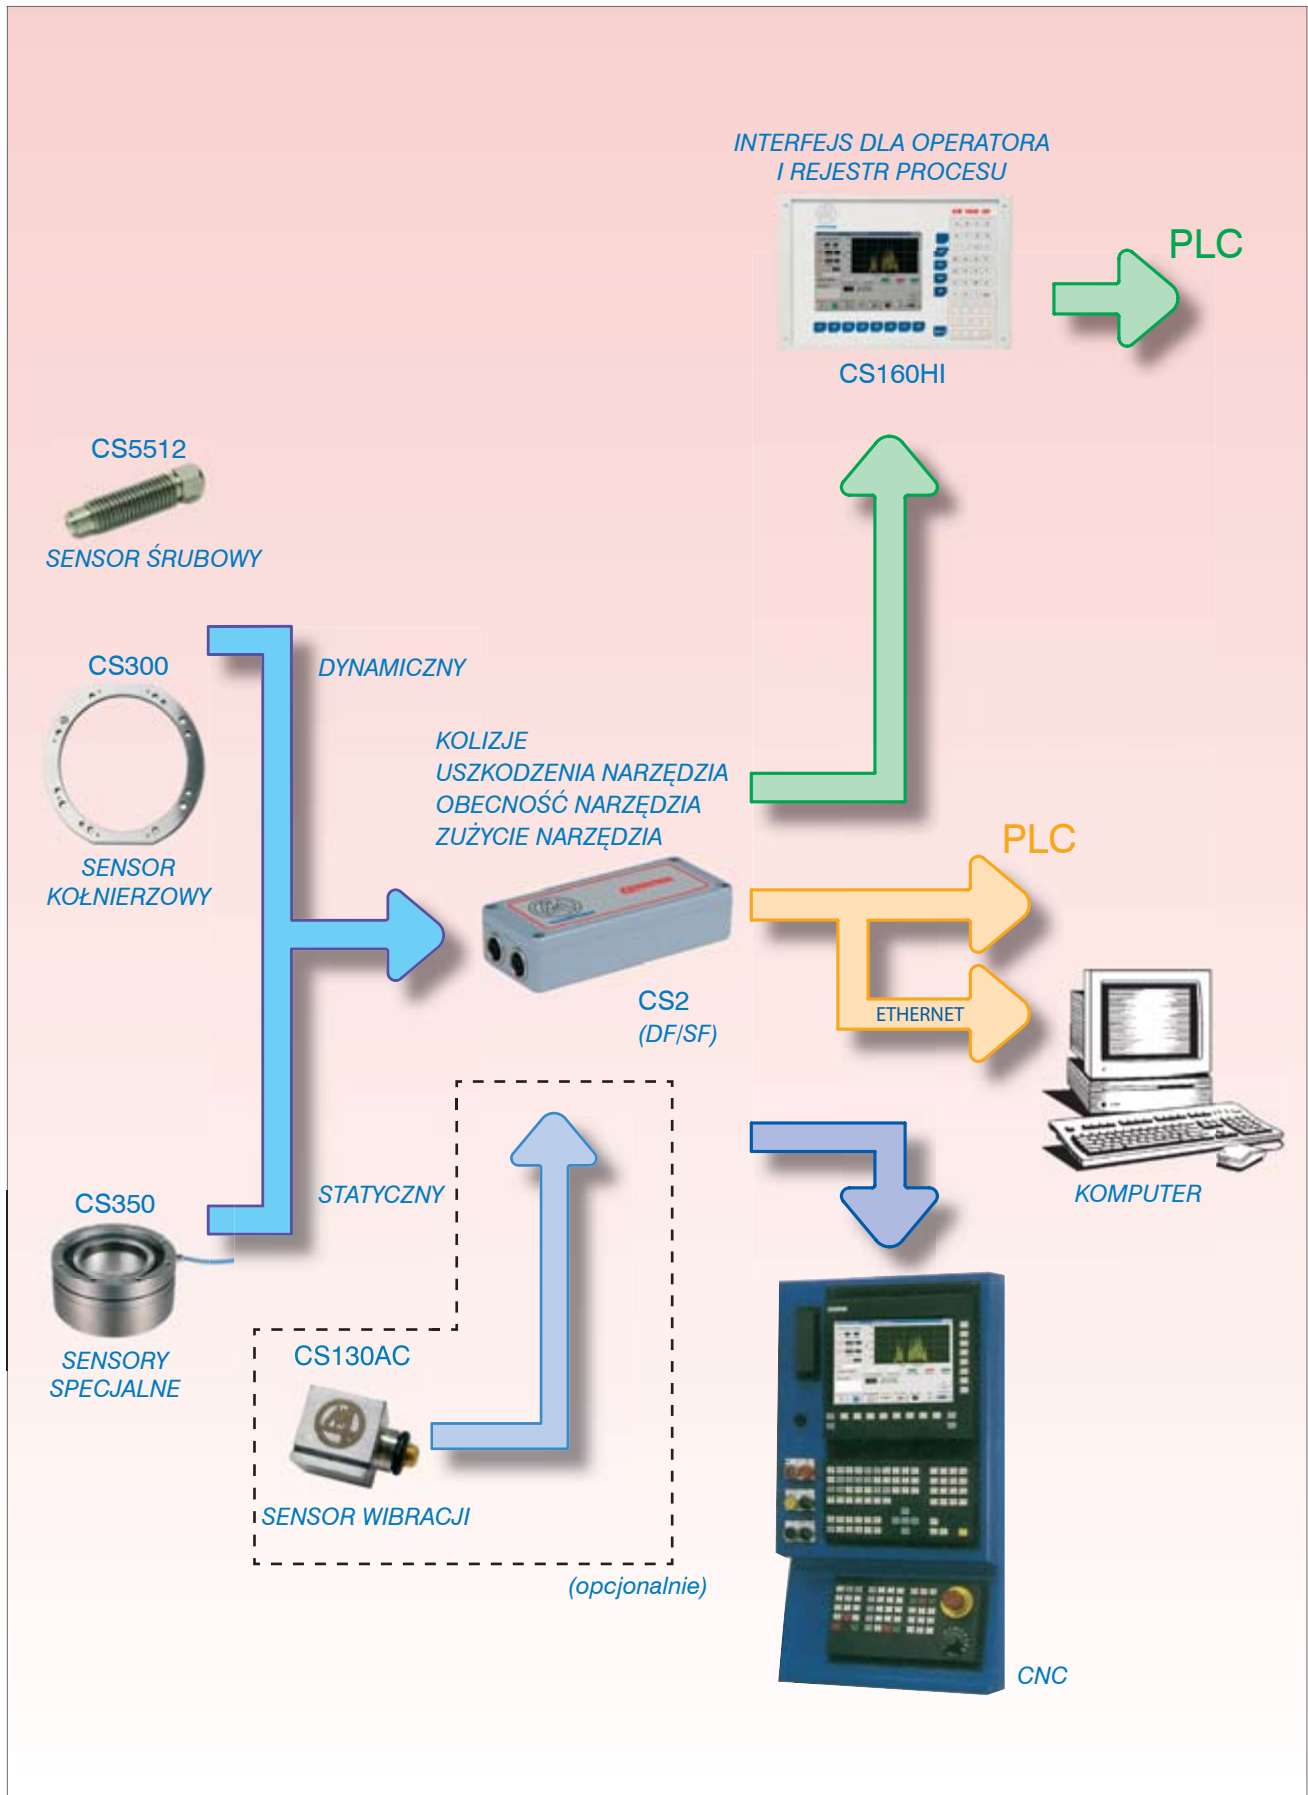 INTERFEJS DLA OPERATORA
I REJESTR PROCESU
PLC
CS160HI
CS5512
SENSOR ŚRUBOWY
CS300
DYNAMICZNY
SENSOR
KOŁNIERZOWY
KOLIZJE
USZKODZENIA NARZĘDZIA
OBECNOŚĆ NARZĘDZIA
ZUŻYCIE NARZĘDZIA
PLC
CS2
(DF/SF)
ETHERNET
KOMPUTER
STATYCZNY
CS350
SENSORY
SPECJALNE
CS130AC
SENSOR WIBRACJI
(opcjonalnie)
CNC